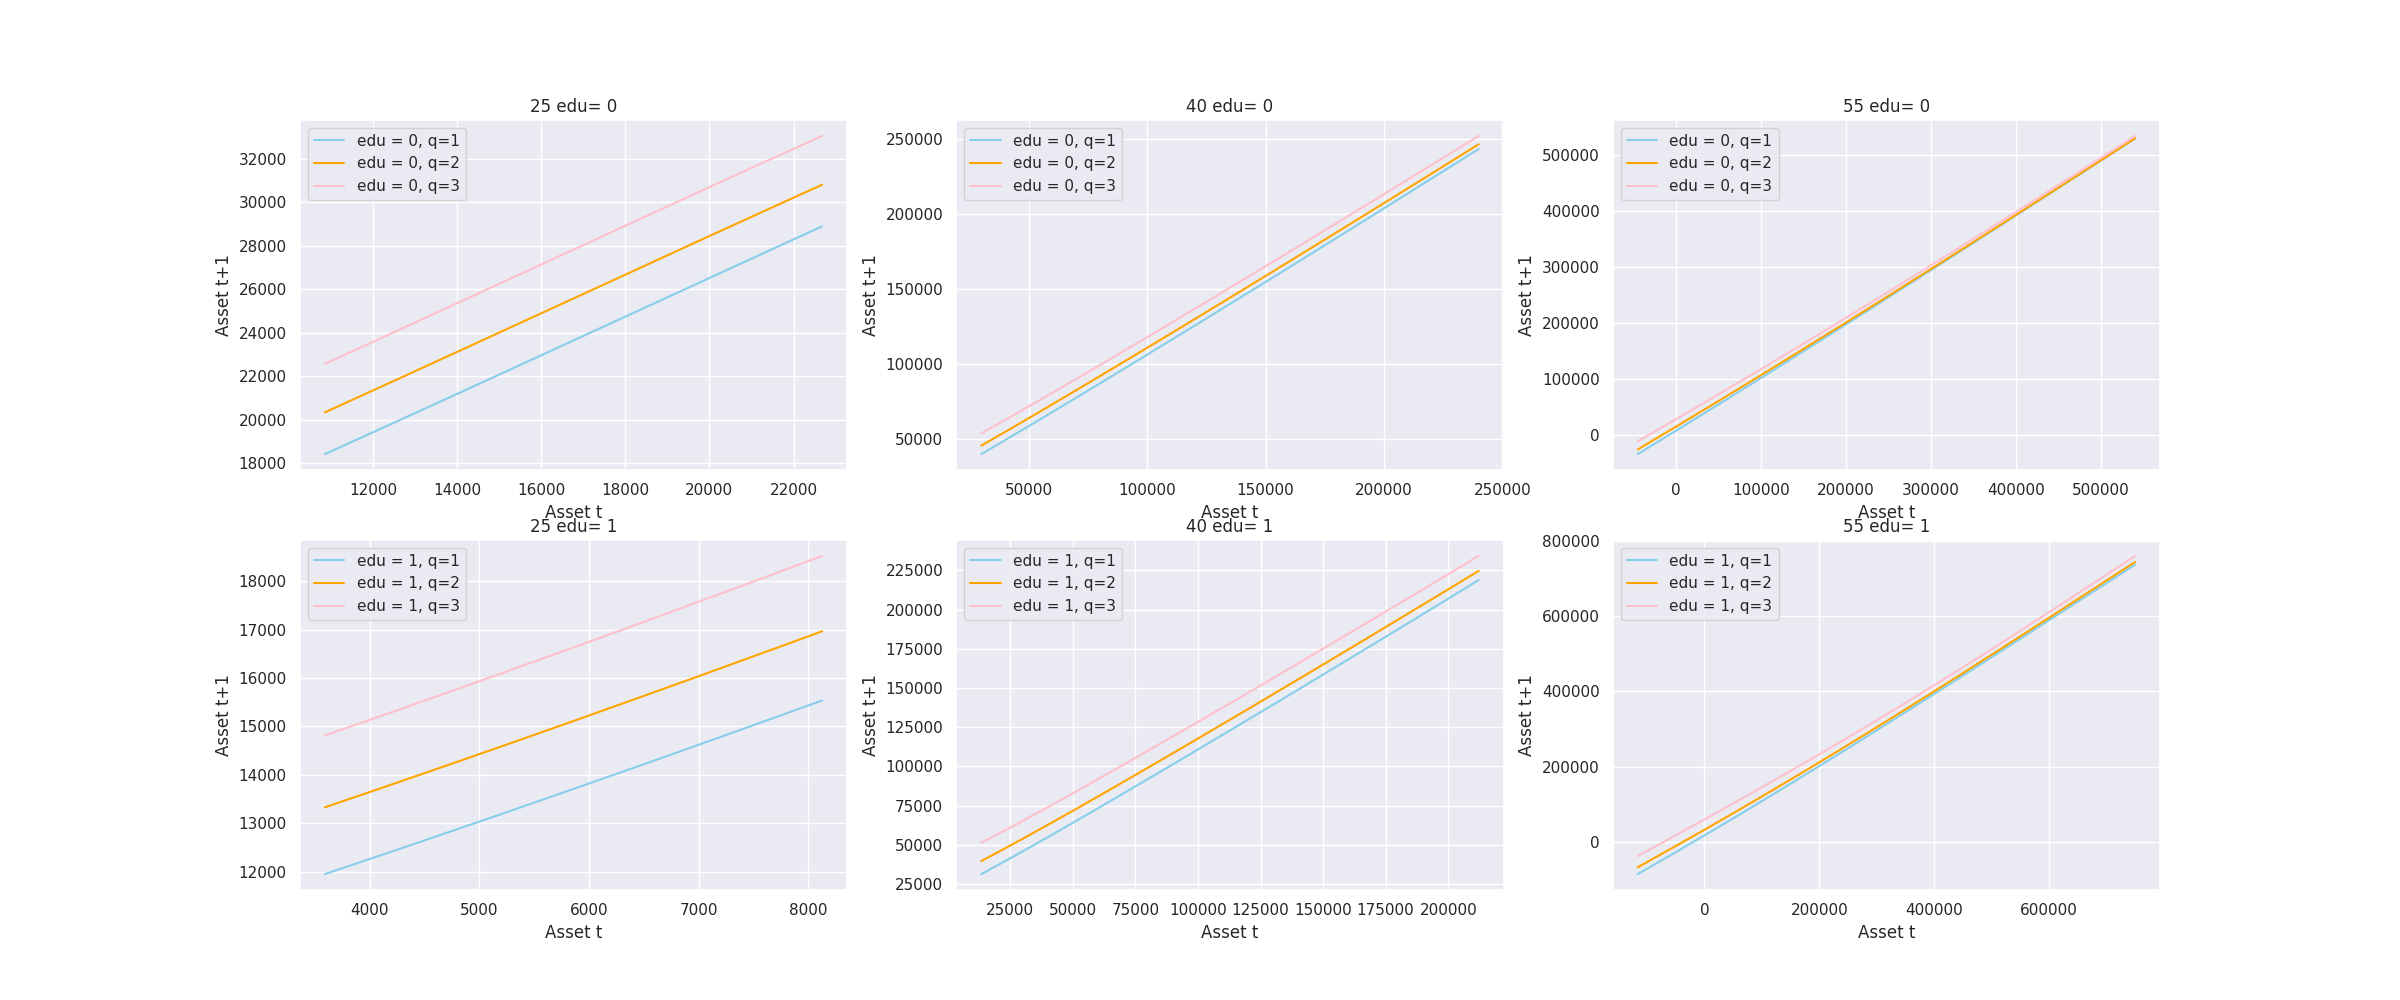 25 edu= 0
edu = 0, q=1
edu = 0, q=2
edu = 0, q=3
Asset t+1
32000
30000
28000
26000
24000
22000
20000
18000
12000 14000 16000 18000 20000 22000
Asset t
40 edu= 0
edu = 0, q=1
edu = 0, q=2
edu = 0, q=3
Asset t+1
250000
200000
150000
100000
50000
50000 100000 150000 200000 250000
Asset t
55 edu= 0
edu = 0, q=1
edu = 0, q=2
edu = 0, q=3
Asset t+1
500000
400000
300000
200000
100000
0
0 100000 200000 300000 400000 500000
Asset t
25 edu= 1
edu = 1, q=1
edu = 1, q=2
edu = 1, q=3
Asset t+1
18000
17000
16000
15000
14000
13000
12000
4000 5000 6000 7000 8000
Asset t
40 edu= 1
edu = 1, q=1
edu = 1, q=2
edu = 1, q=3
Asset t+1
225000
200000
175000
150000
125000
100000
75000
50000
25000
25000 50000 75000 100000 125000 150000 175000 200000
Asset t
55 edu= 1
edu = 1, q=1
edu = 1, q=2
edu = 1, q=3
Asset t+1
800000
600000
400000
200000
0
0 200000 400000 600000
Asset t